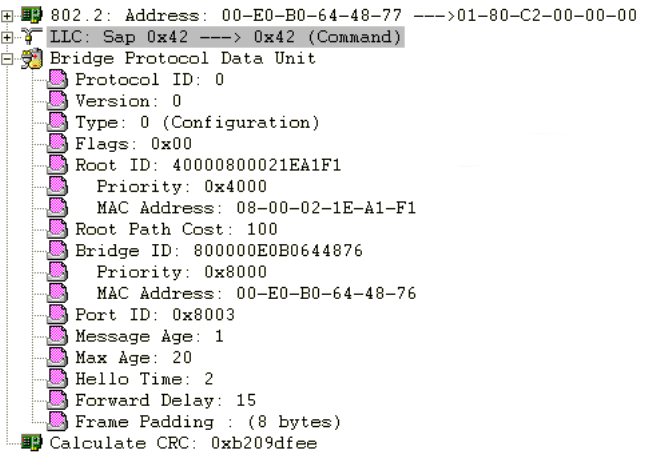 802.2: Address: 00-E0-B0-64-48-77 --->01-80-C2-00-00-00
LLC: Sap 0x42 ---> 0x42 (Command)
Bridge Protocol Data Unit
Protocol ID: 0
Version: 0
Type: 0 (Configuration)
Flags: 0x00
Root ID: 40000800021EA1F1
Priority: 0x4000
MAC Address: 08-00-02-1E-A1-F1
Root Path Cost: 100
Bridge ID: 800000E0B0644876
Priority: 0x8000
MAC Address: 00-E0-B0-64-48-76
Port ID: 0x8003
Message Age: 1
Max Age: 20
Hello Time: 2
Forward Delay: 15
Frame Padding : (8 bytes)
Calculate CRC: 0xb209dfee